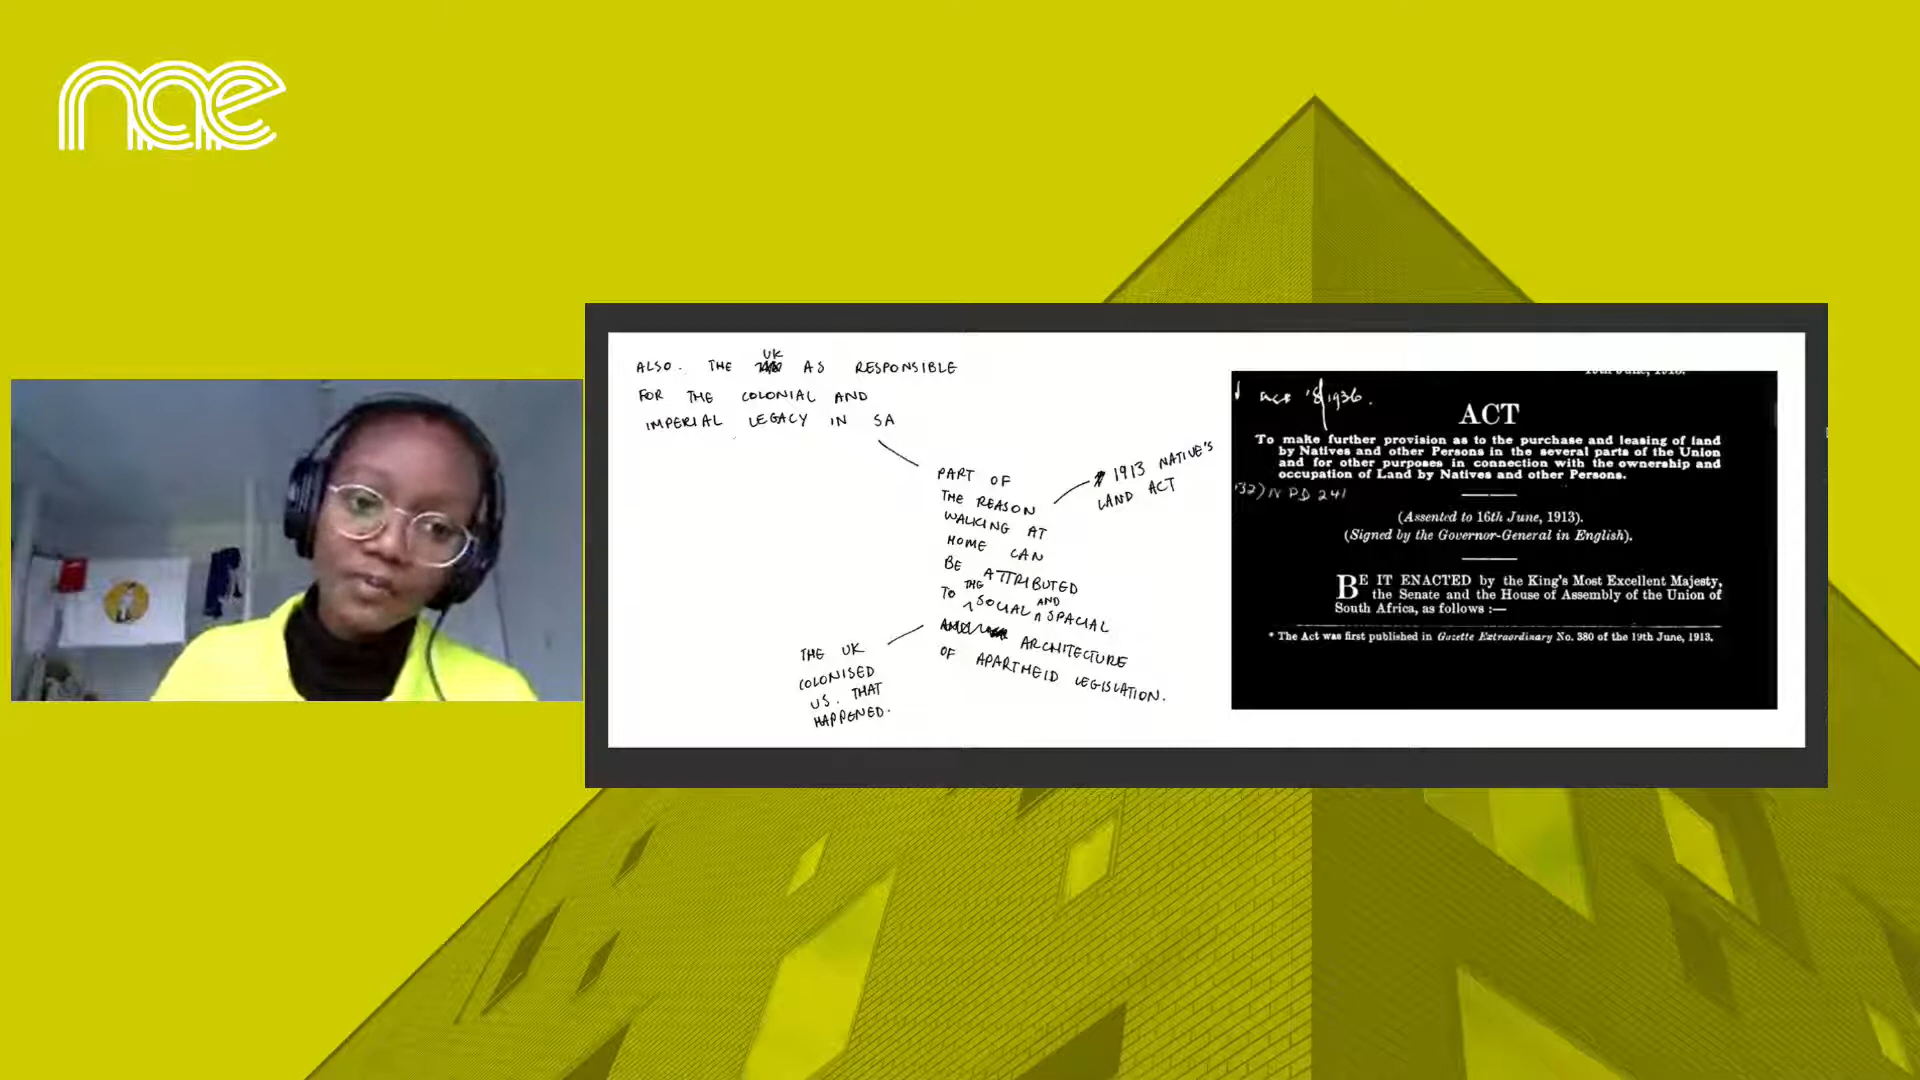 nae
ALSO. THE UK AS RESPONSIBLE
FOR THE COLONIAL AND
IMPERIAL LEGACY IN SA
PART OF
THE REASON
WALKING AT
HOME CAN
BE ATTRIBUTED
TO THE SOCIAL AND SPACIAL
ARCHITECTURE
OF APARTHEID LEGISLATION.
1913 NATIVE'S
LAND ACT
THE UK
COLONISED
US. THAT
HAPPENED.
act 1936.
ACT
To make further provision as to the purchase and leasing of land
by Natives and other Persons in the several parts of the Union
and for other purposes in connection with the ownership and
occupation of Land by Natives and other Persons.
32) N PD 241
(Assented to 16th June, 1913).
(Signed by the Governor-General in English).
BE IT ENACTED by the King's Most Excellent Majesty,
the Senate and the House of Assembly of the Union of
South Africa, as follows :—
* The Act was first published in Gazette Extraordinary No. 380 of the 19th June, 1913.